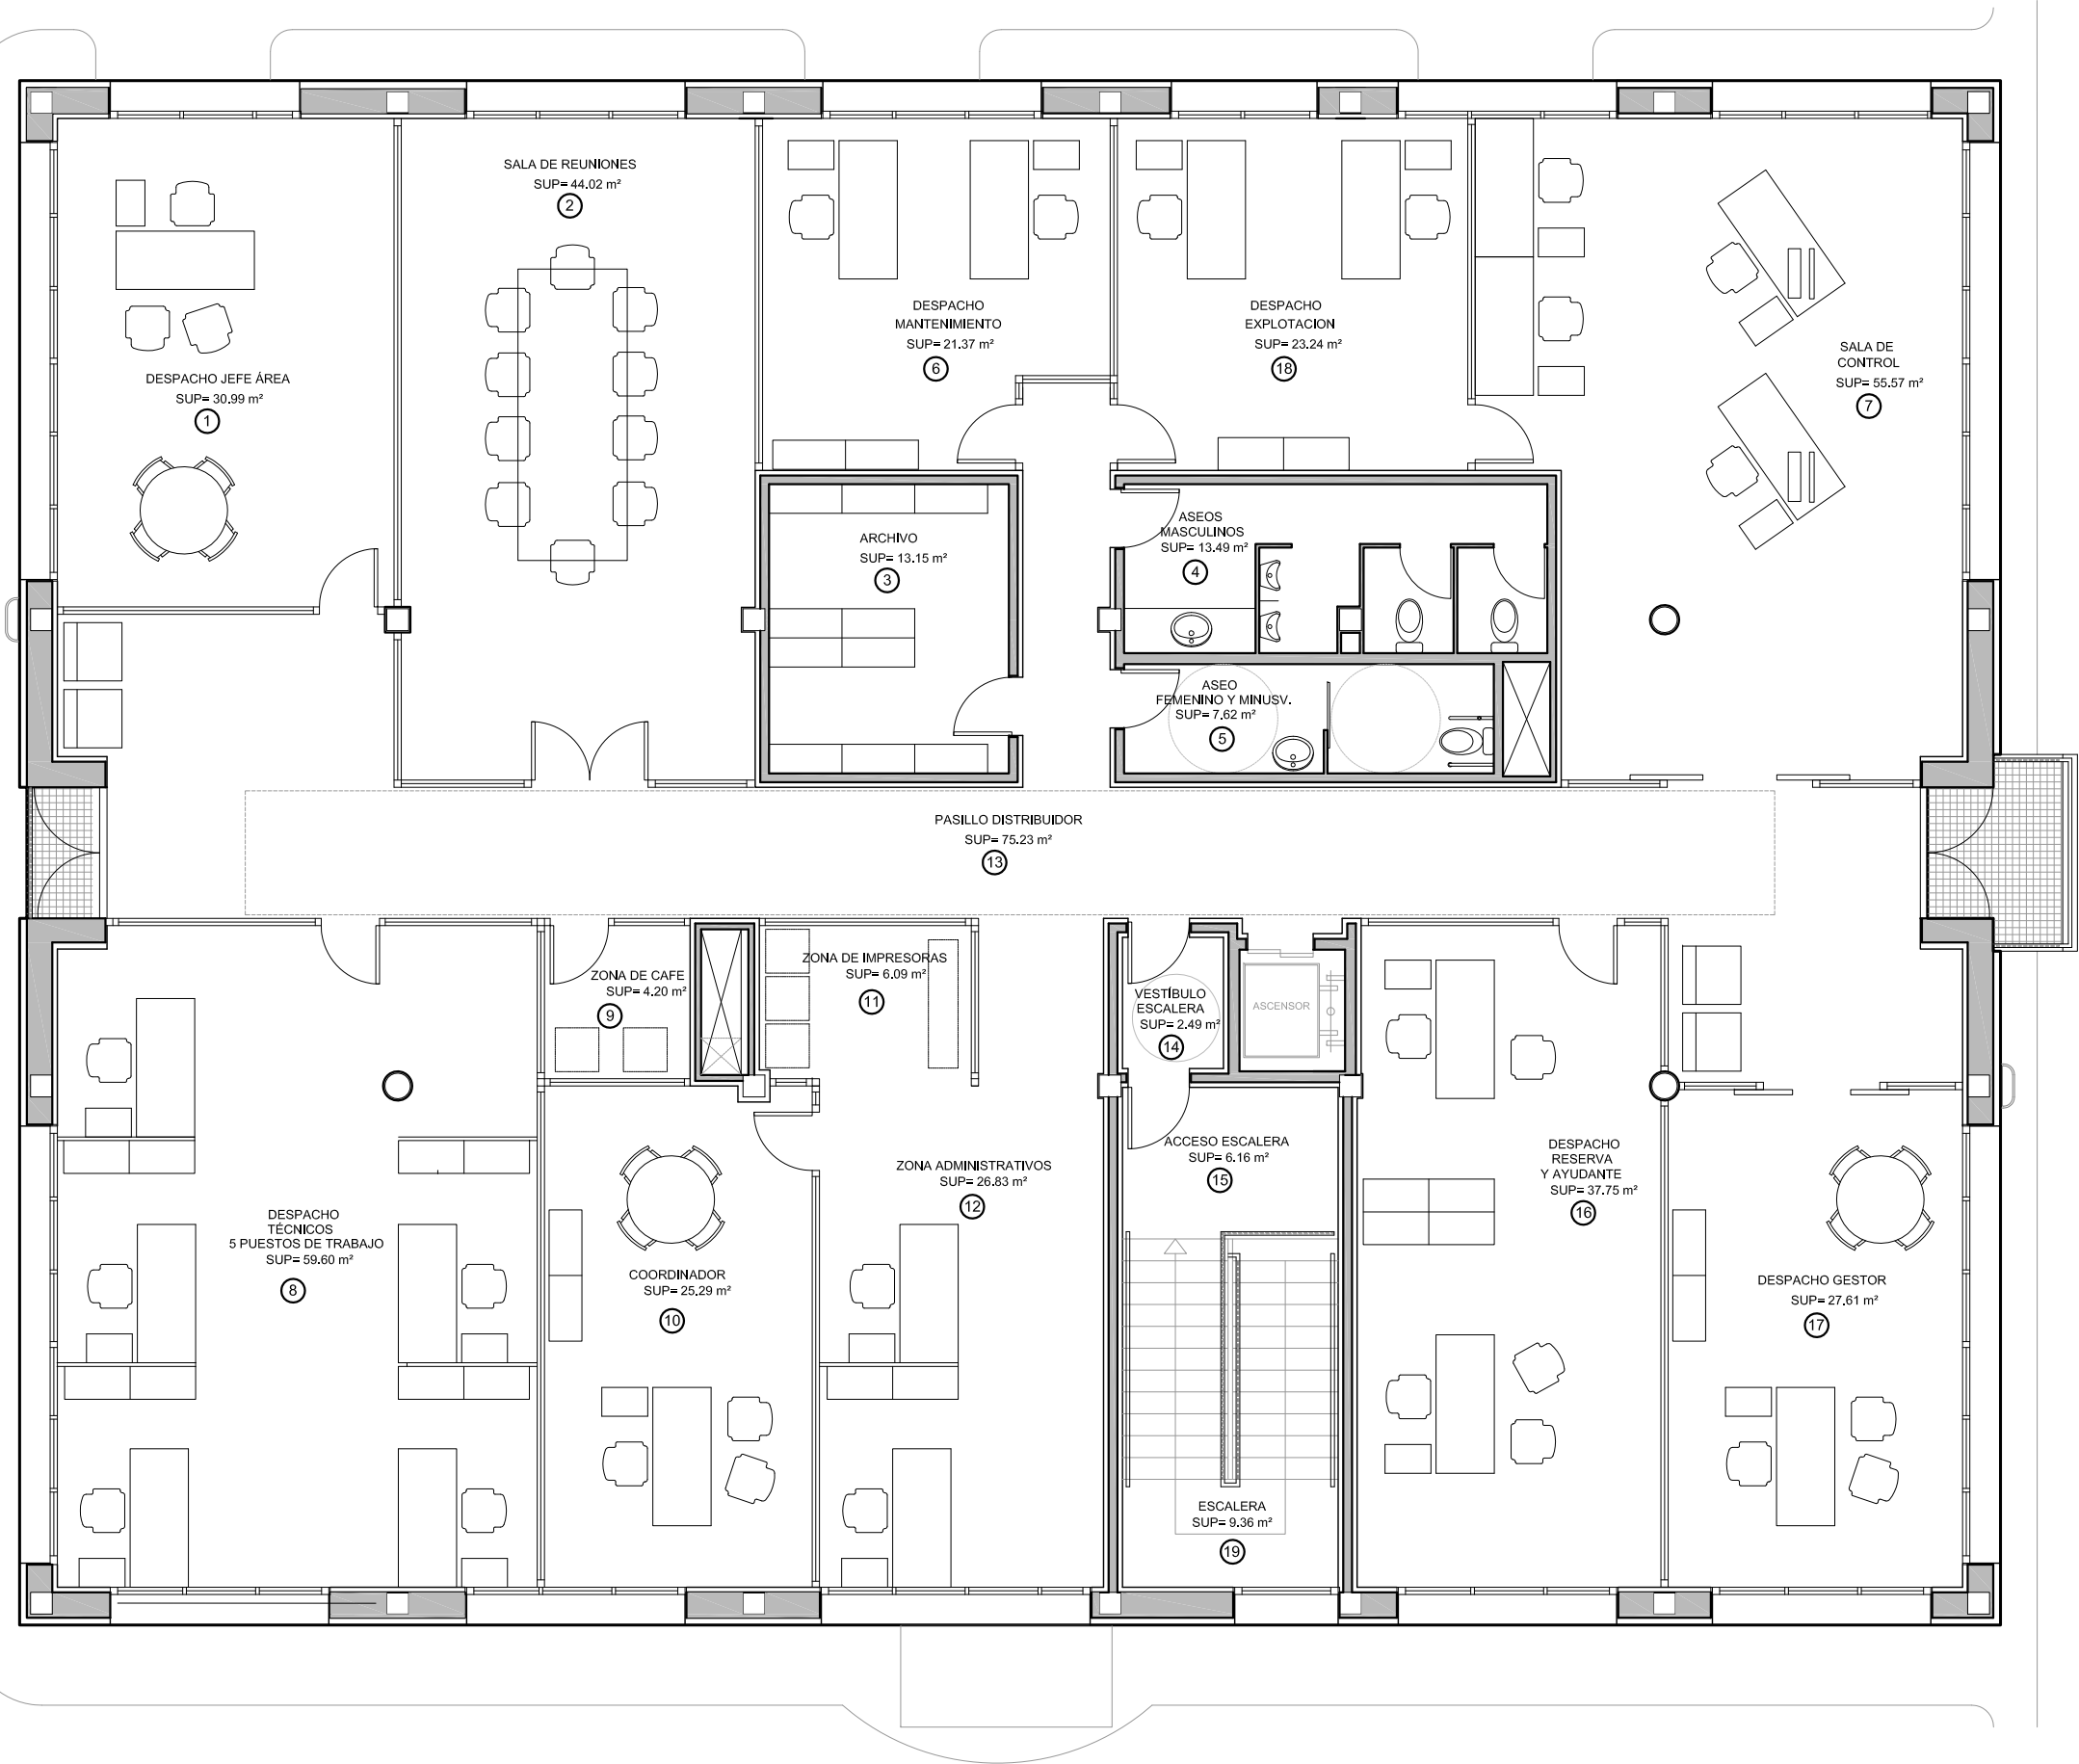 SALA DE REUNIONES
SUP= 44.02 m²
2
DESPACHO
MANTENIMIENTO
SUP= 21.37 m²
6
DESPACHO
EXPLOTACION
SUP= 23.24 m²
18
SALA DE
CONTROL
SUP= 55.57 m²
7
DESPACHO JEFE ÁREA
SUP= 30.99 m²
1
ARCHIVO
SUP= 13.15 m²
3
ASEOS
MASCULINOS
SUP= 13.49 m²
4
ASEO
FEMENINO Y MINUSV.
SUP= 7.62 m²
5
PASILLO DISTRIBUIDOR
SUP= 75.23 m²
13
ZONA DE CAFE
SUP= 4.20 m²
9
ZONA DE IMPRESORAS
SUP= 6.09 m²
11
VESTÍBULO
ESCALERA
SUP= 2.49 m²
14
ASCENSOR
ACCESO ESCALERA
SUP= 6.16 m²
15
DESPACHO
RESERVA
Y AYUDANTE
SUP= 37.75 m²
16
ZONA ADMINISTRATIVOS
SUP= 26.83 m²
12
DESPACHO
TÉCNICOS
5 PUESTOS DE TRABAJO
SUP= 59.60 m²
8
COORDINADOR
SUP= 25.29 m²
10
DESPACHO GESTOR
SUP= 27.61 m²
17
ESCALERA
SUP= 9.36 m²
19